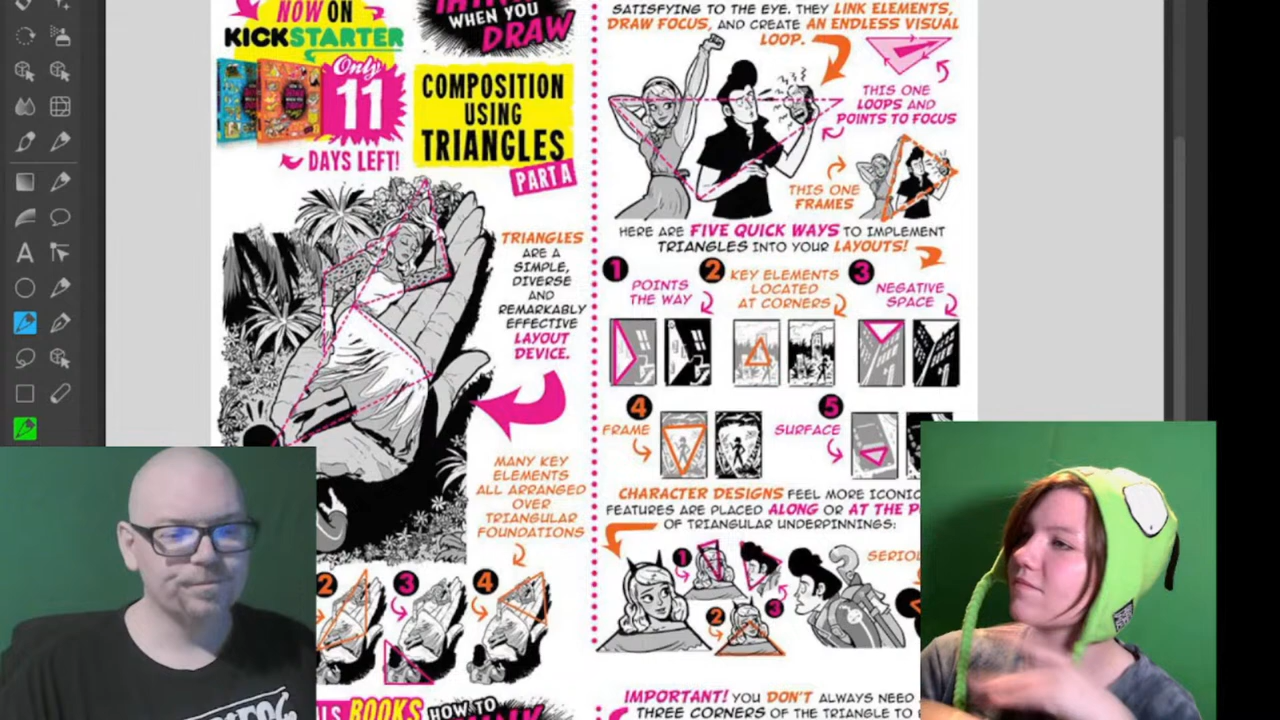 NOW ON
KICKSTARTER
Only
11
DAYS LEFT!
WHEN YOU
DRAW
COMPOSITION
USING
TRIANGLES
PART A
TRIANGLES
ARE A
SIMPLE,
DIVERSE
AND
REMARKABLY
EFFECTIVE
LAYOUT
DEVICE.
MANY KEY
ELEMENTS
ALL ARRANGED
OVER
TRIANGULAR
FOUNDATIONS
2
3
4
BOOKS
HOW TO
SATISFYING TO THE EYE. THEY LINK ELEMENTS,
DRAW FOCUS, AND CREATE AN ENDLESS VISUAL
LOOP.
THIS ONE
LOOPS AND
POINTS TO FOCUS
THIS ONE
FRAMES
HERE ARE FIVE QUICK WAYS TO IMPLEMENT
TRIANGLES INTO YOUR LAYOUTS!
1
POINTS
THE WAY
2
KEY ELEMENTS
LOCATED
AT CORNERS
3
NEGATIVE
SPACE
4
FRAME
5
SURFACE
CHARACTER DESIGNS FEEL MORE ICONIC
FEATURES ARE PLACED ALONG OR AT THE
OF TRIANGULAR UNDERPINNINGS:
1
2
3
IMPORTANT! YOU DON'T ALWAYS NEED
THREE CORNERS OF THE TRIANGLE TO
A